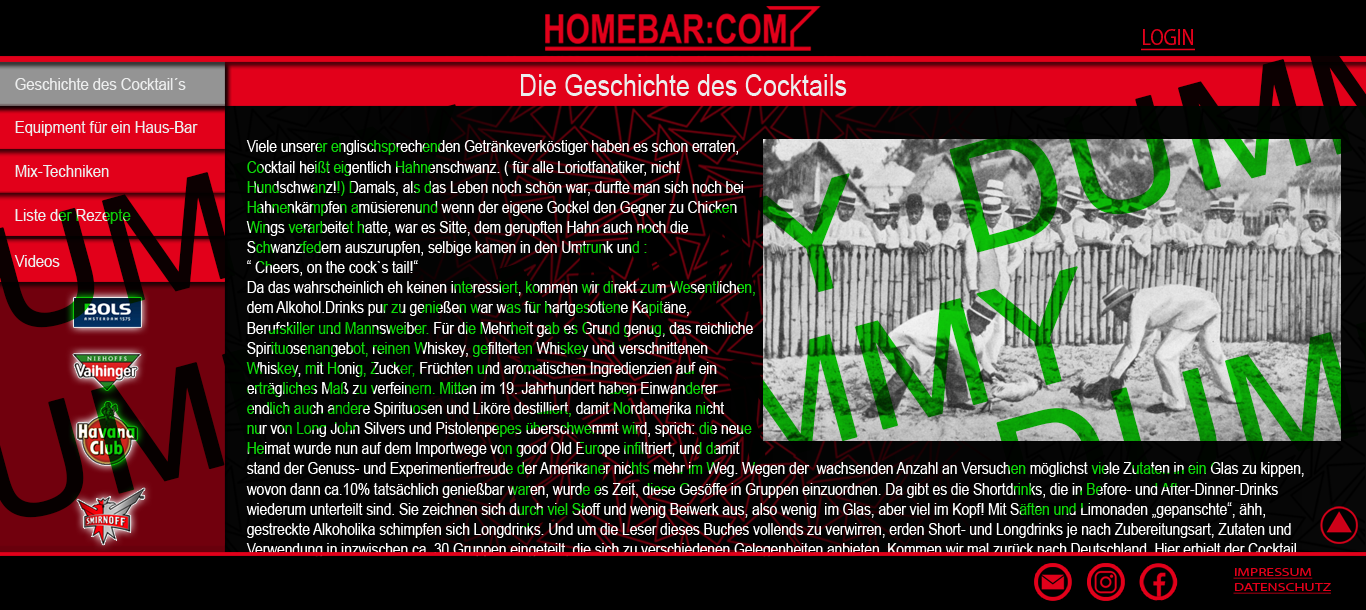 HOMEBAR:COM
LOGIN
Die Geschichte des Cocktails
Geschichte des Cocktail´s
Equipment für ein Haus-Bar
Mix-Techniken
Liste der Rezepte
Videos
BOLS
AMSTERDAM 1575
NIEHOFFS
Vaihinger
Havana
Club
SMIRNOFF
Viele unserer englischsprechenden Getränkeverköstiger haben es schon erraten,
Cocktail heißt eigentlich Hahnenschwanz. ( für alle Loriotfanatiker, nicht
Hundschwanzl!!) Damals, als das Leben noch schön war, durfte man sich noch bei
Hahnenkämpfen amüsierenund wenn der eigene Gockel den Gegner zu Chicken
Wings verarbeitet hatte, war es Sitte, dem gerupften Hahn auch noch die
Schwanzfedern auszurupfen, selbige kamen in den Umtrunk und :
“ Cheers, on the cock`s tail!“
Da das wahrscheinlich eh keinen interessiert, kommen wir direkt zum Wesentlichen,
dem Alkohol.Drinks pur zu genießen war was für hartgesottene Kapitäne,
Berufskiller und Mannsweiber. Für die Mehrheit gab es Grund genug, das reichliche
Spirituosenangebot, reinen Whiskey, gefilterten Whiskey und verschnittenen
Whiskey, mit Honig, Zucker, Früchten und aromatischen Ingredienzien auf ein
erträgliches Maß zu verfeinern. Mitten im 19. Jahrhundert haben Einwanderer
endlich auch andere Spirituosen und Liköre destilliert, damit Nordamerika nicht
nur von Long John Silvers und Pistolenpepes überschwemmt wird, sprich: die neue
Heimat wurde nun auf dem Importwege von good Old Europe infiltriert, und damit
stand der Genuss- und Experimentierfreude der Amerikaner nichts mehr im Weg. Wegen der wachsenden Anzahl an Versuchen möglichst viele Zutaten in ein Glas zu kippen,
wovon dann ca.10% tatsächlich genießbar waren, wurde es Zeit, diese Gesöffe in Gruppen einzuordnen. Da gibt es die Shortdrinks, die in Before- und After-Dinner-Drinks
wiederum unterteilt sind. Sie zeichnen sich durch viel Stoff und wenig Beiwerk aus, also wenig im Glas, aber viel im Kopf! Mit Säften und Limonaden „gepanschte“, ähh,
gestreckte Alkoholika schimpfen sich Longdrinks. Und um die Leser dieses Buches vollends zu verwirren, erden Short- und Longdrinks je nach Zubereitungsart, Zutaten und
Verwendung in inzwischen ca. 30 Gruppen eingeteilt, die sich zu verschiedenen Gelegenheiten anbieten. Kommen wir mal zurück nach Deutschland. Hier erhielt der Cocktail
DUMMY DUMMY
DUMMY DUMMY
IMPRESSUM
DATENSCHUTZ